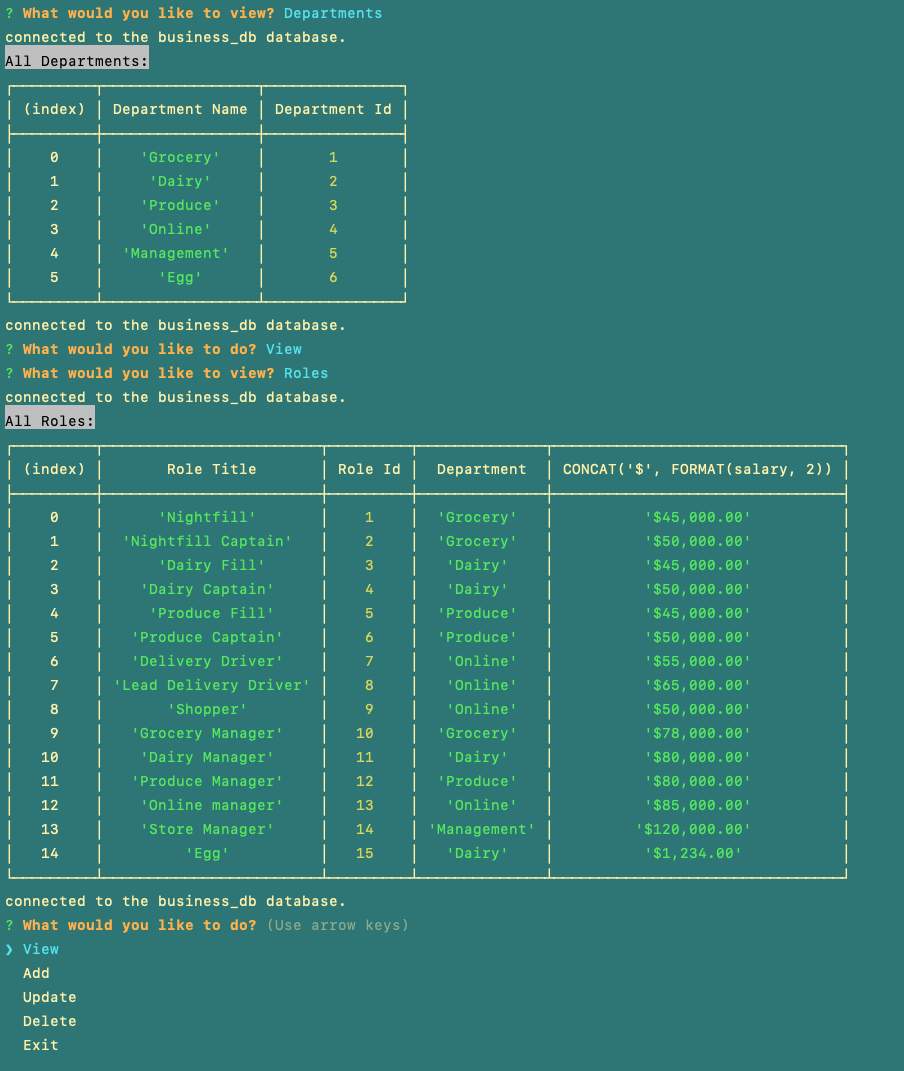 ? What would you like to view? Departments
connected to the business_db database.
All Departments:
(index) Department Name Department Id
0 'Grocery' 1
1 'Dairy' 2
2 'Produce' 3
3 'Online' 4
4 'Management' 5
5 'Egg' 6
connected to the business_db database.
? What would you like to do? View
? What would you like to view? Roles
connected to the business_db database.
All Roles:
(index) Role Title Role Id Department CONCAT('$', FORMAT(salary, 2))
0 'Nightfill' 1 'Grocery' '$45,000.00'
1 'Nightfill Captain' 2 'Grocery' '$50,000.00'
2 'Dairy Fill' 3 'Dairy' '$45,000.00'
3 'Dairy Captain' 4 'Dairy' '$50,000.00'
4 'Produce Fill' 5 'Produce' '$45,000.00'
5 'Produce Captain' 6 'Produce' '$50,000.00'
6 'Delivery Driver' 7 'Online' '$55,000.00'
7 'Lead Delivery Driver' 8 'Online' '$65,000.00'
8 'Shopper' 9 'Online' '$50,000.00'
9 'Grocery Manager' 10 'Grocery' '$78,000.00'
10 'Dairy Manager' 11 'Dairy' '$80,000.00'
11 'Produce Manager' 12 'Produce' '$80,000.00'
12 'Online manager' 13 'Online' '$85,000.00'
13 'Store Manager' 14 'Management' '$120,000.00'
14 'Egg' 15 'Dairy' '$1,234.00'
connected to the business_db database.
? What would you like to do? (Use arrow keys)
❯ View
Add
Update
Delete
Exit